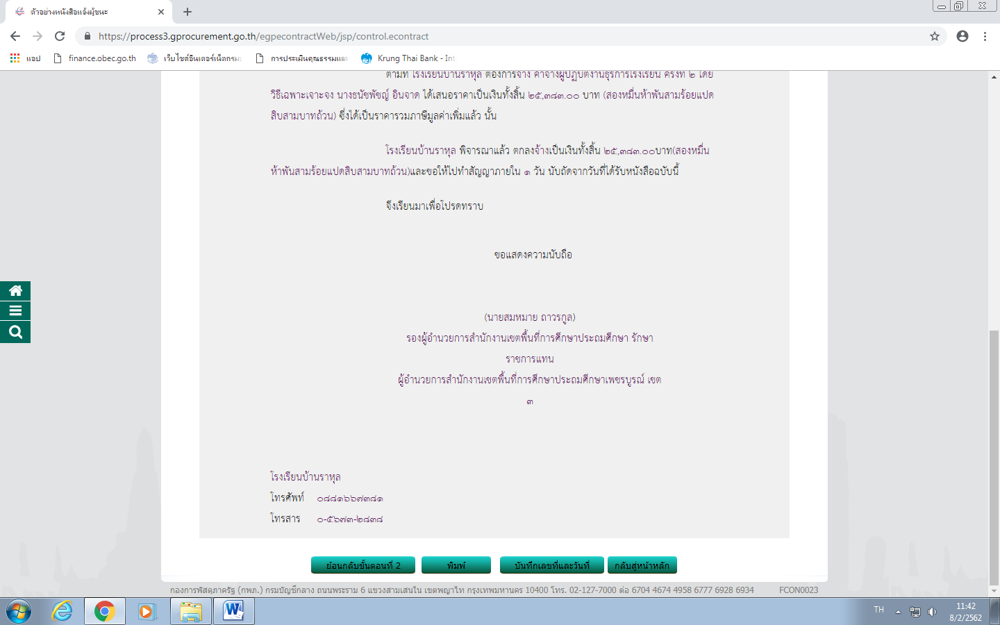 ตัวอย่างหนังสือแจ้งผู้ชนะ
https://process3.gprocurement.go.th/egpecontractWeb/jsp/control.econtract
แอป finance.obec.go.th เว็บไซต์อินเตอร์เน็ตกรม การประเมินคุณธรรมและ Krung Thai Bank - Int
ตามที่ โรงเรียนบ้านราหุล ต้องการจ้าง ค่าจ้างผู้ปฏิบัติงานธุรการโรงเรียน ครั้งที่ ๒ โดย
วิธีเฉพาะเจาะจง นางธนัชพัชญ์ อินจาด ได้เสนอราคาเป็นเงินทั้งสิ้น ๒๕,๓๘๓.๐๐ บาท (สองหมื่นห้าพันสามร้อยแปด
สิบสามบาทถ้วน) ซึ่งได้เป็นราคารวมภาษีมูลค่าเพิ่มแล้ว นั้น
โรงเรียนบ้านราหุล พิจารณาแล้ว ตกลงจ้างเป็นเงินทั้งสิ้น ๒๕,๓๘๓.๐๐บาท(สองหมื่น
ห้าพันสามร้อยแปดสิบสามบาทถ้วน)และขอให้ไปทำสัญญาภายใน ๑ วัน นับถัดจากวันที่ได้รับหนังสือฉบับนี้
จึงเรียนมาเพื่อโปรดทราบ
ขอแสดงความนับถือ
(นายสมหมาย ถาวรกูล)
รองผู้อำนวยการสำนักงานเขตพื้นที่การศึกษาประถมศึกษา รักษา
ราชการแทน
ผู้อำนวยการสำนักงานเขตพื้นที่การศึกษาประถมศึกษาเพชรบูรณ์ เขต
๓
โรงเรียนบ้านราหุล
โทรศัพท์ ๐๘๘๑๖๖๗๓๘๑
โทรสาร ๐-๕๖๗๓-๒๘๓๘
ย้อนกลับขั้นตอนที่ 2 พิมพ์ บันทึกเลขที่และวันที่ กลับสู่หน้าหลัก
กองการพัสดุภาครัฐ (กพภ.) กรมบัญชีกลาง ถนนพระราม 6 แขวงสามเสนใน เขตพญาไท กรุงเทพมหานคร 10400 โทร. 02-127-7000 ต่อ 6704 4674 4958 6777 6928 6934 FCON0023
TH 11:42
8/2/2562